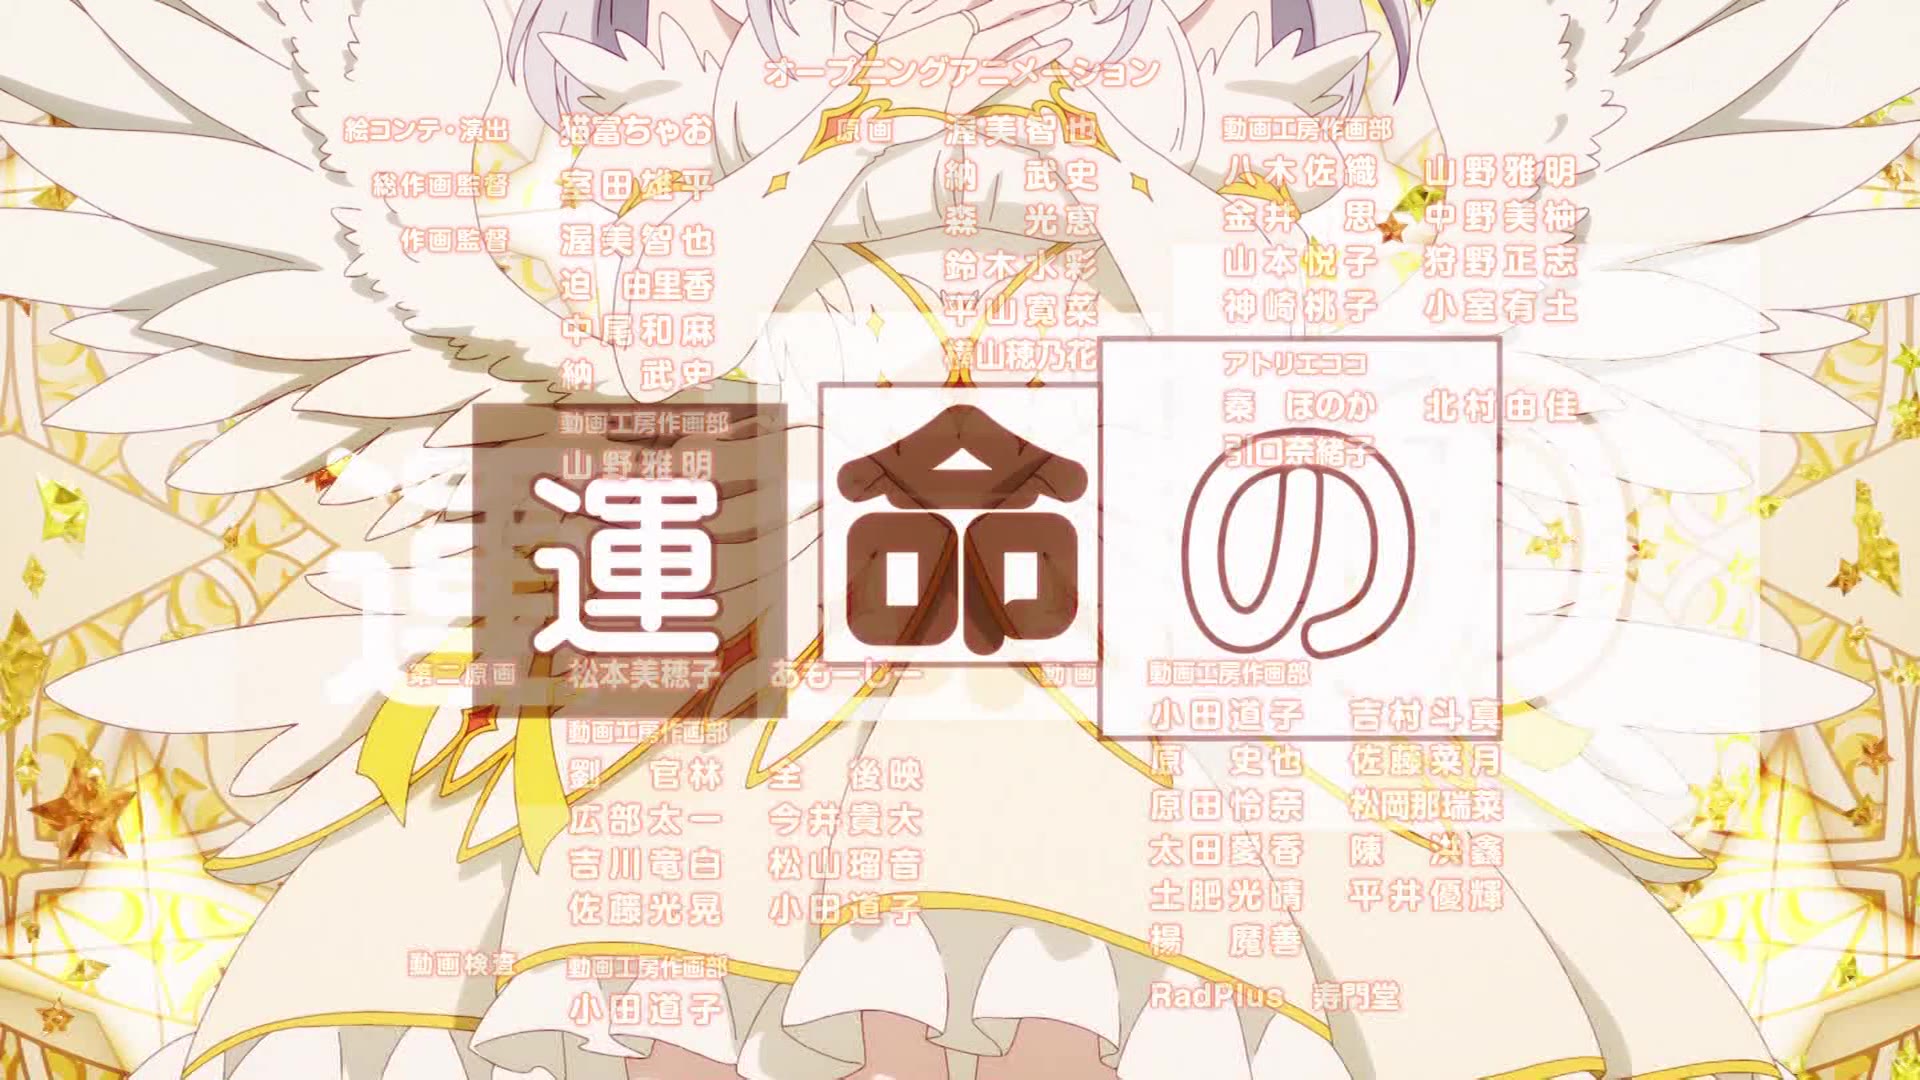 オープニングアニメーション
絵コンテ・演出 猫富ちゃお
総作画監督 室田雄平
作画監督 渥美智也
迫 由里香
中尾和麻
納 武史
動画工房作画部
山野雅明
原画 渥美智也
納 武史
森 光恵
鈴木水彩
平山寛菜
横山穂乃花
動画工房作画部
八木佐織 山野雅明
金井 思 中野美柚
山本悦子 狩野正志
神崎桃子 小室有土
アトリエココ
秦 ほのか 北村由佳
引口奈緒子
運命の
第二原画 松本美穂子 あもーじー
動画工房作画部
劉 官林 全 後映
広部太一 今井貴大
吉川竜白 松山瑠音
佐藤光晃 小田道子
動画検査 動画工房作画部
小田道子
動画 動画工房作画部
小田道子 吉村斗真
原 史也 佐藤菜月
原田怜奈 松岡那瑞菜
太田愛香 陳 洪鑫
土肥光晴 平井優輝
楊 魔善
RadPlus 寿門堂